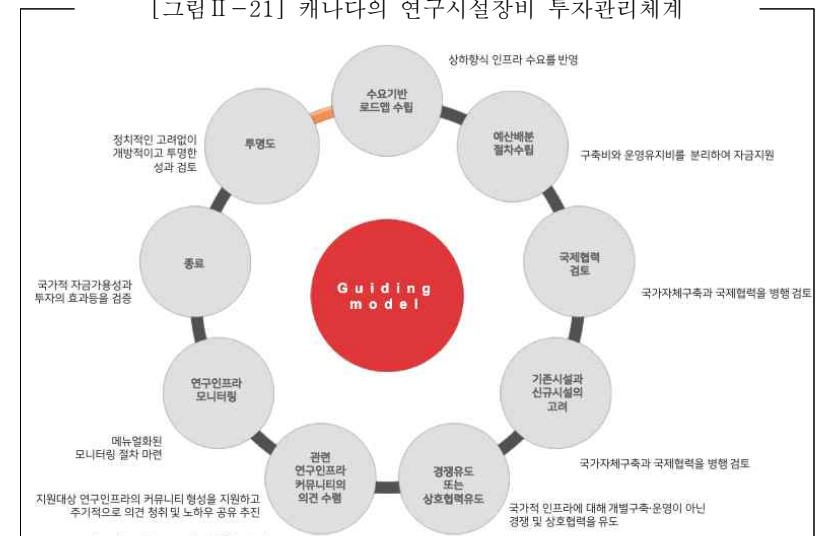 [그림Ⅱ-21] 캐나다의 연구시설장비 투자관리체계
수요기반
로드맵 수립
상하향식 인프라 수요를 반영
예산배분
절차수립
구축비와 운영유지비를 분리하여 자금지원
국제협력
검토
국가자체구축과 국제협력을 병행 검토
기존시설과
신규시설의
고려
국가자체구축과 국제협력을 병행 검토
경쟁유도
또는
상호협력유도
국가적 인프라에 대해 개별구축·운영이 아닌
경쟁 및 상호협력을 유도
관련
연구인프라
커뮤니티의
의견 수렴
지원대상 연구인프라의 커뮤니티 형성을 지원하고
주기적으로 의견 청취 및 노하우 공유 추진
연구인프라
모니터링
메뉴얼화된
모니터링 절차 마련
종료
국가적 자금가용성과
투자의 효과등을 검증
투명도
정치적인 고려없이
개방적이고 투명한
성과 검토
Guiding
model